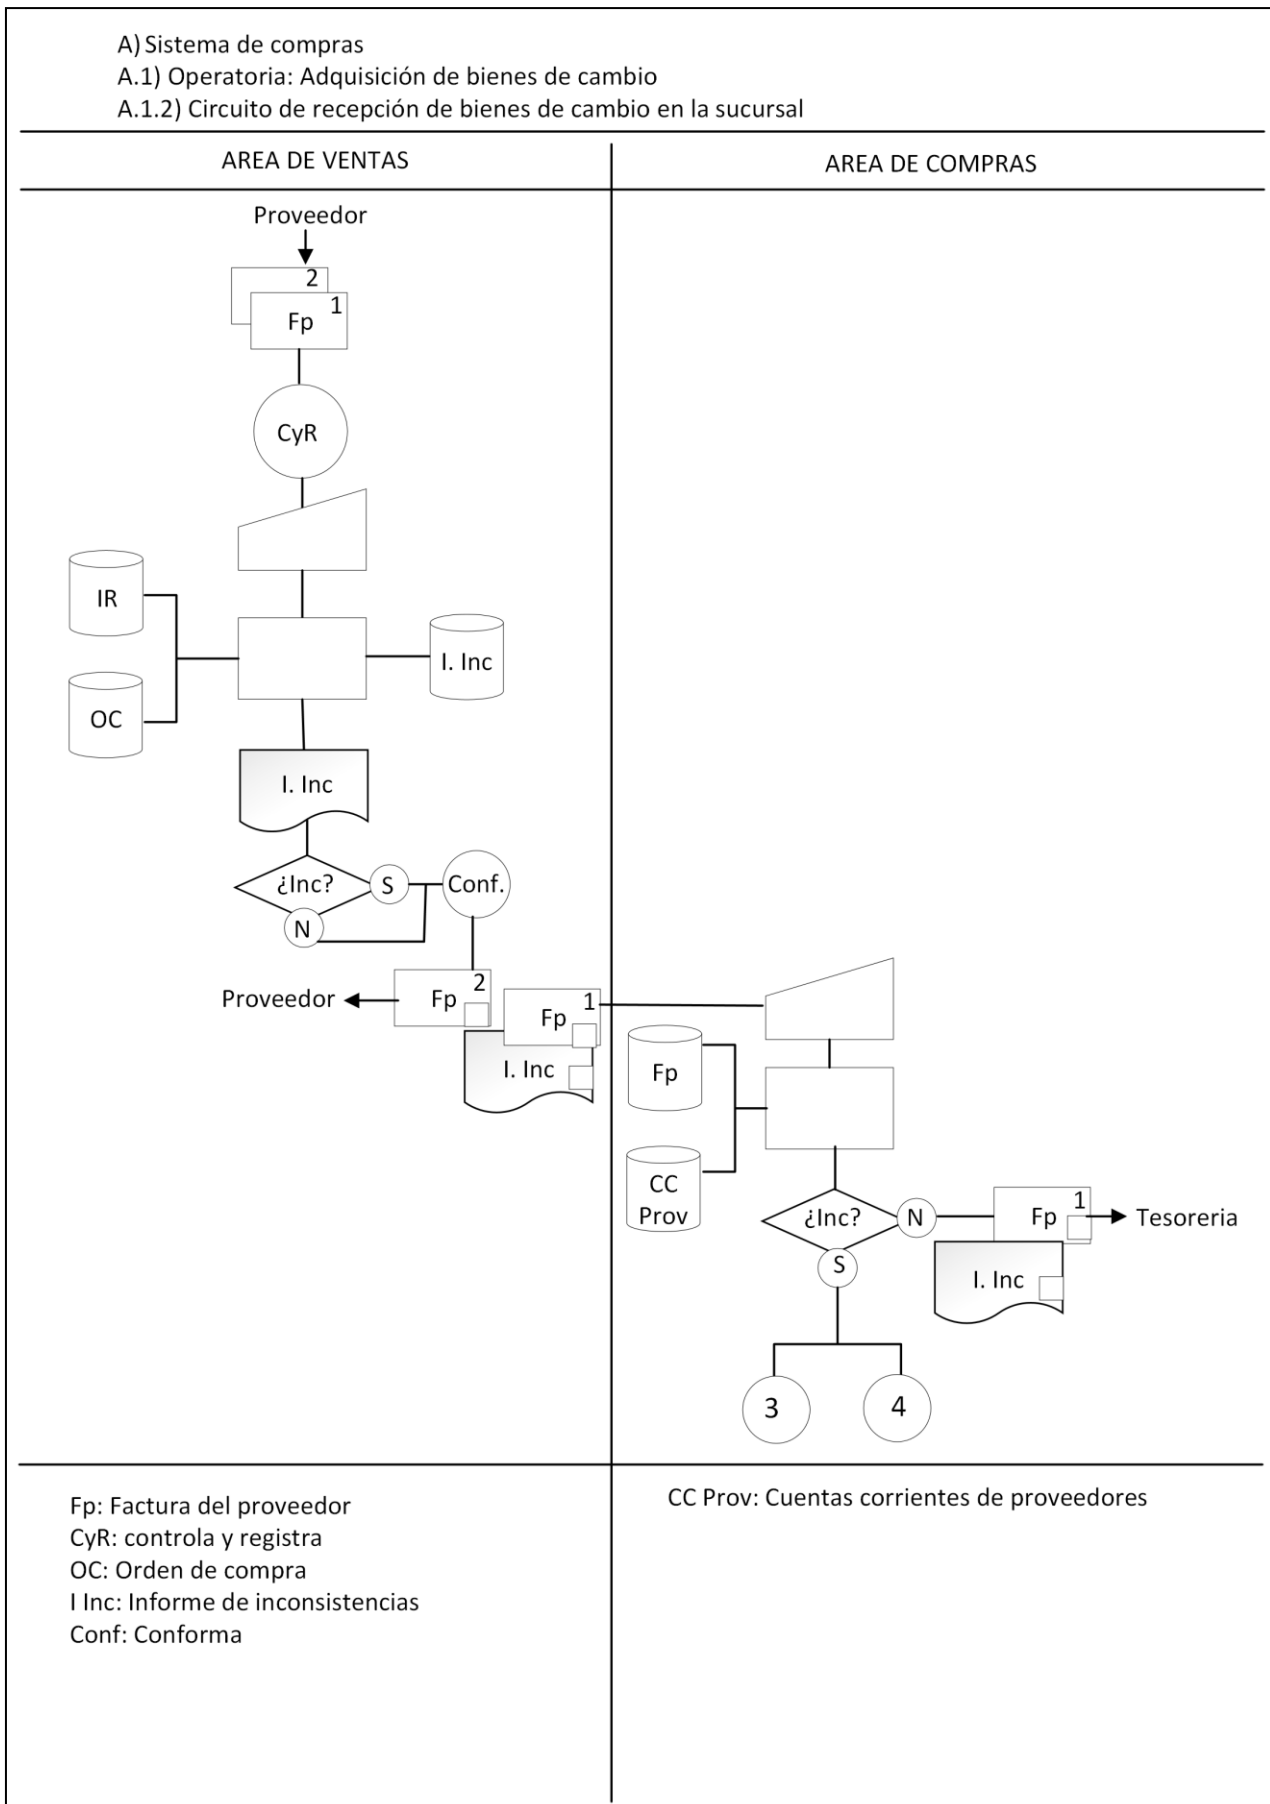 A) Sistema de compras
A.1) Operatoria: Adquisición de bienes de cambio
A.1.2) Circuito de recepción de bienes de cambio en la sucursal
AREA DE VENTAS
AREA DE COMPRAS
Proveedor
2
1
Fp
CyR
IR
OC
I. Inc
I. Inc
¿Inc?
S
N
Conf.
Proveedor
2
Fp
1
Fp
I. Inc
Fp
CC
Prov
¿Inc?
N
S
1
Fp
Tesoreria
I. Inc
3
4
Fp: Factura del proveedor
CyR: controla y registra
OC: Orden de compra
I Inc: Informe de inconsistencias
Conf: Conforma
CC Prov: Cuentas corrientes de proveedores